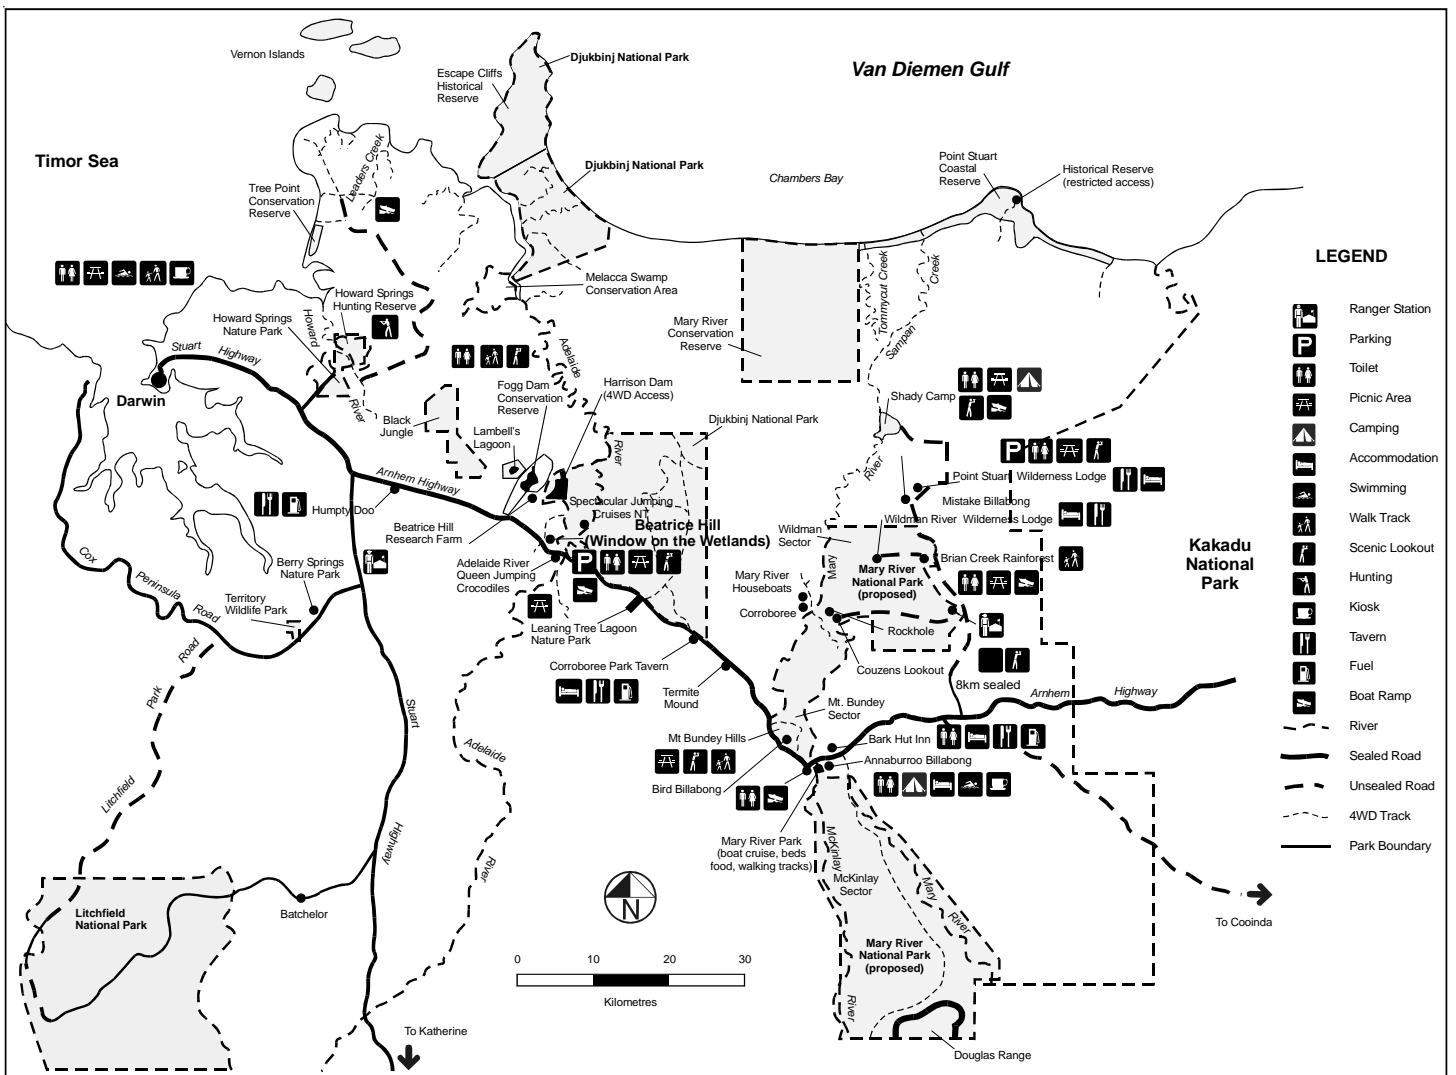 Vernon Islands
Djukbinj National Park
Escape Cliffs
Historical
Reserve
Van Diemen Gulf
Timor Sea
Leaders Creek
Djukbinj National Park
Chambers Bay
Point Stuart
Coastal
Reserve
Historical Reserve
(restricted access)
Tree Point
Conservation
Reserve
Melacca Swamp
Conservation Area
Howard Springs
Hunting Reserve
Howard Springs
Nature Park
Howard
River
Mary River
Conservation
Reserve
Tommycut Creek
Sampan
Creek
Stuart
Highway
Darwin
Adelaide
River
Fogg Dam
Conservation
Reserve
Harrison Dam
(4WD Access)
Black
Jungle
Lambell's
Lagoon
Djukbinj National Park
Shady Camp
River
Arnhem Highway
Humpty Doo
Beatrice Hill
Research Farm
Spectacular Jumping
Cruises NT
Beatrice Hill
(Window on the Wetlands)
Point Stuart Wilderness Lodge
Mistake Billabong
Wildman River Wilderness Lodge
Wildman
Sector
Brian Creek Rainforest
Kakadu
National
Park
Cox
Peninsula
Road
Berry Springs
Nature Park
Territory
Wildlife Park
Adelaide River
Queen Jumping
Crocodiles
Mary River
Houseboats
Corroboree
Mary
Mary River
National Park
(proposed)
Rockhole
Leaning Tree Lagoon
Nature Park
Couzens Lookout
8km sealed
Corroboree Park Tavern
Termite
Mound
Arnhem
Highway
Mt. Bundey
Sector
Litchfield
Park
Road
Stuart
Highway
Adelaide
River
Mt Bundey Hills
Bird Billabong
Bark Hut Inn
Annaburroo Billabong
Mary River Park
(boat cruise, beds
food, walking tracks)
McKinlay
River
McKinlay
Sector
Mary
River
To Cooinda
Litchfield
National Park
Batchelor
Mary River
National Park
(proposed)
N
0 10 20 30
Kilometres
To Katherine
Douglas Range
LEGEND
Ranger Station
P Parking
Toilet
Picnic Area
Camping
Accommodation
Swimming
Walk Track
Scenic Lookout
Hunting
Kiosk
Tavern
Fuel
Boat Ramp
River
Sealed Road
Unsealed Road
4WD Track
Park Boundary
P
P